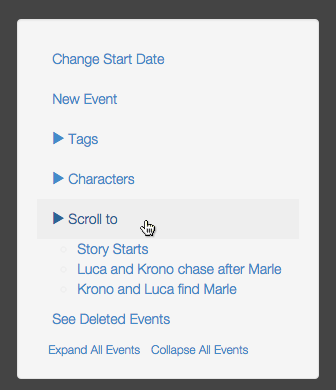 Change Start Date
New Event
▶ Tags
▶ Characters
▶ Scroll to
Story Starts
Luca and Krono chase after Marle
Krono and Luca find Marle
See Deleted Events
Expand All Events Collapse All Events